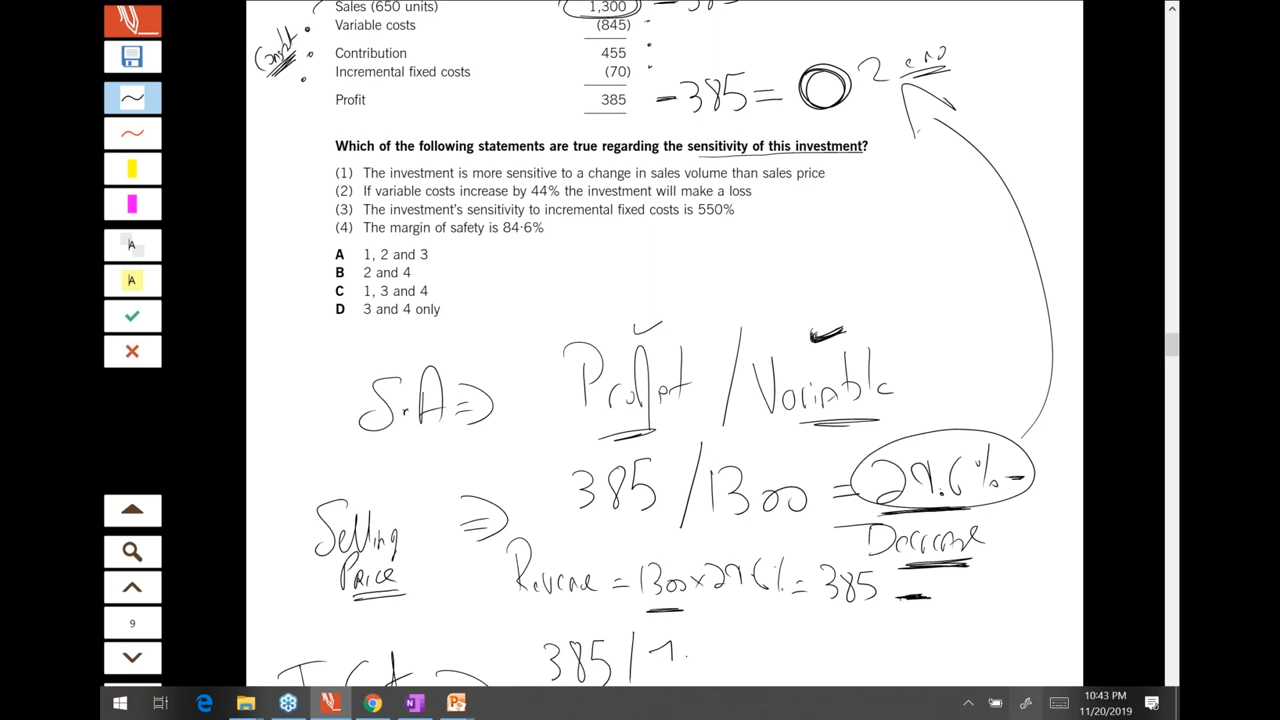 Sales (650 units) 1,300 - 385
Variable costs (845)
Contribution 455
Incremental fixed costs (70)
Profit 385 - 385 = 0 zero
Which of the following statements are true regarding the sensitivity of this investment?
(1) The investment is more sensitive to a change in sales volume than sales price
(2) If variable costs increase by 44% the investment will make a loss
(3) The investment's sensitivity to incremental fixed costs is 550%
(4) The margin of safety is 84·6%
A 1, 2 and 3
B 2 and 4
C 1, 3 and 4
D 3 and 4 only
S.A ⇒ Profit / Variable
385 / 1300 = 29.6%
Selling Price ⇒
Decrease
Revenue = 1300 x 29.6% = 385
385 /
9
10:43 PM
11/20/2019